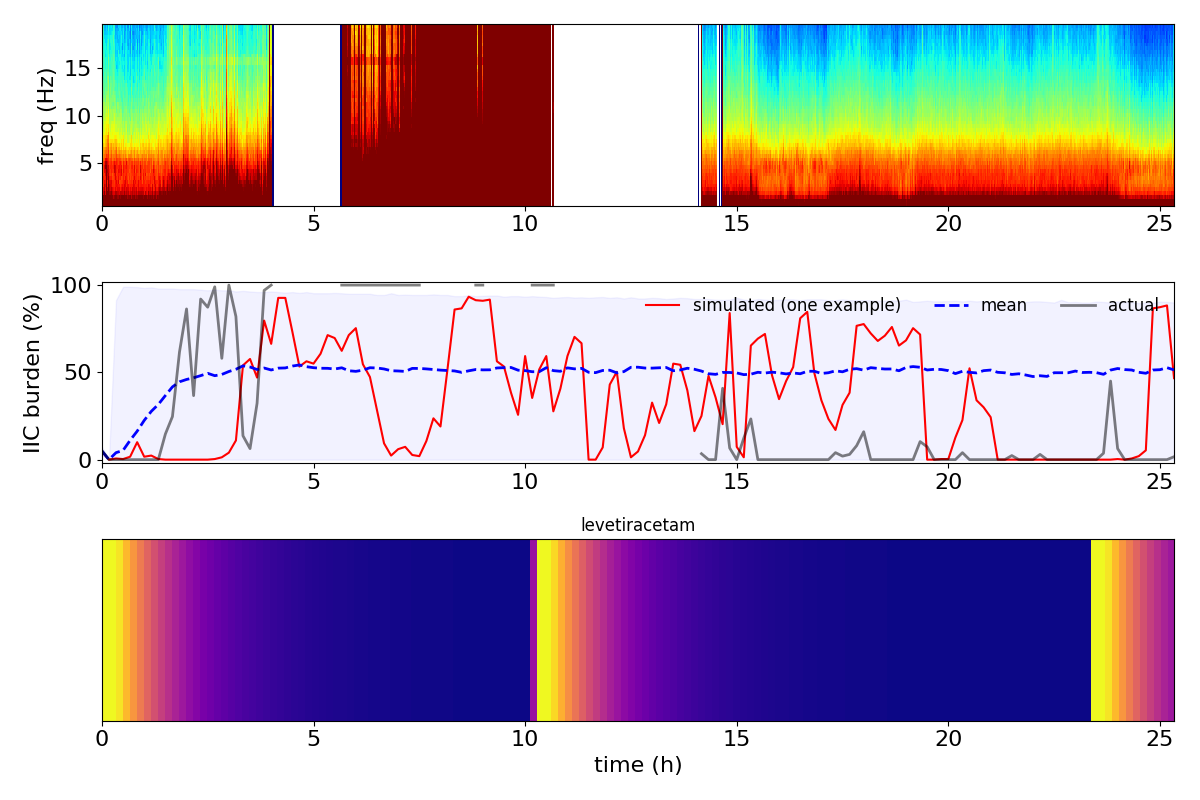 freq (Hz)
15
10
5
0 5 10 15 20 25
IIC burden (%)
100
50
0
simulated (one example) mean actual
0 5 10 15 20 25
levetiracetam
0 5 10 15 20 25
time (h)